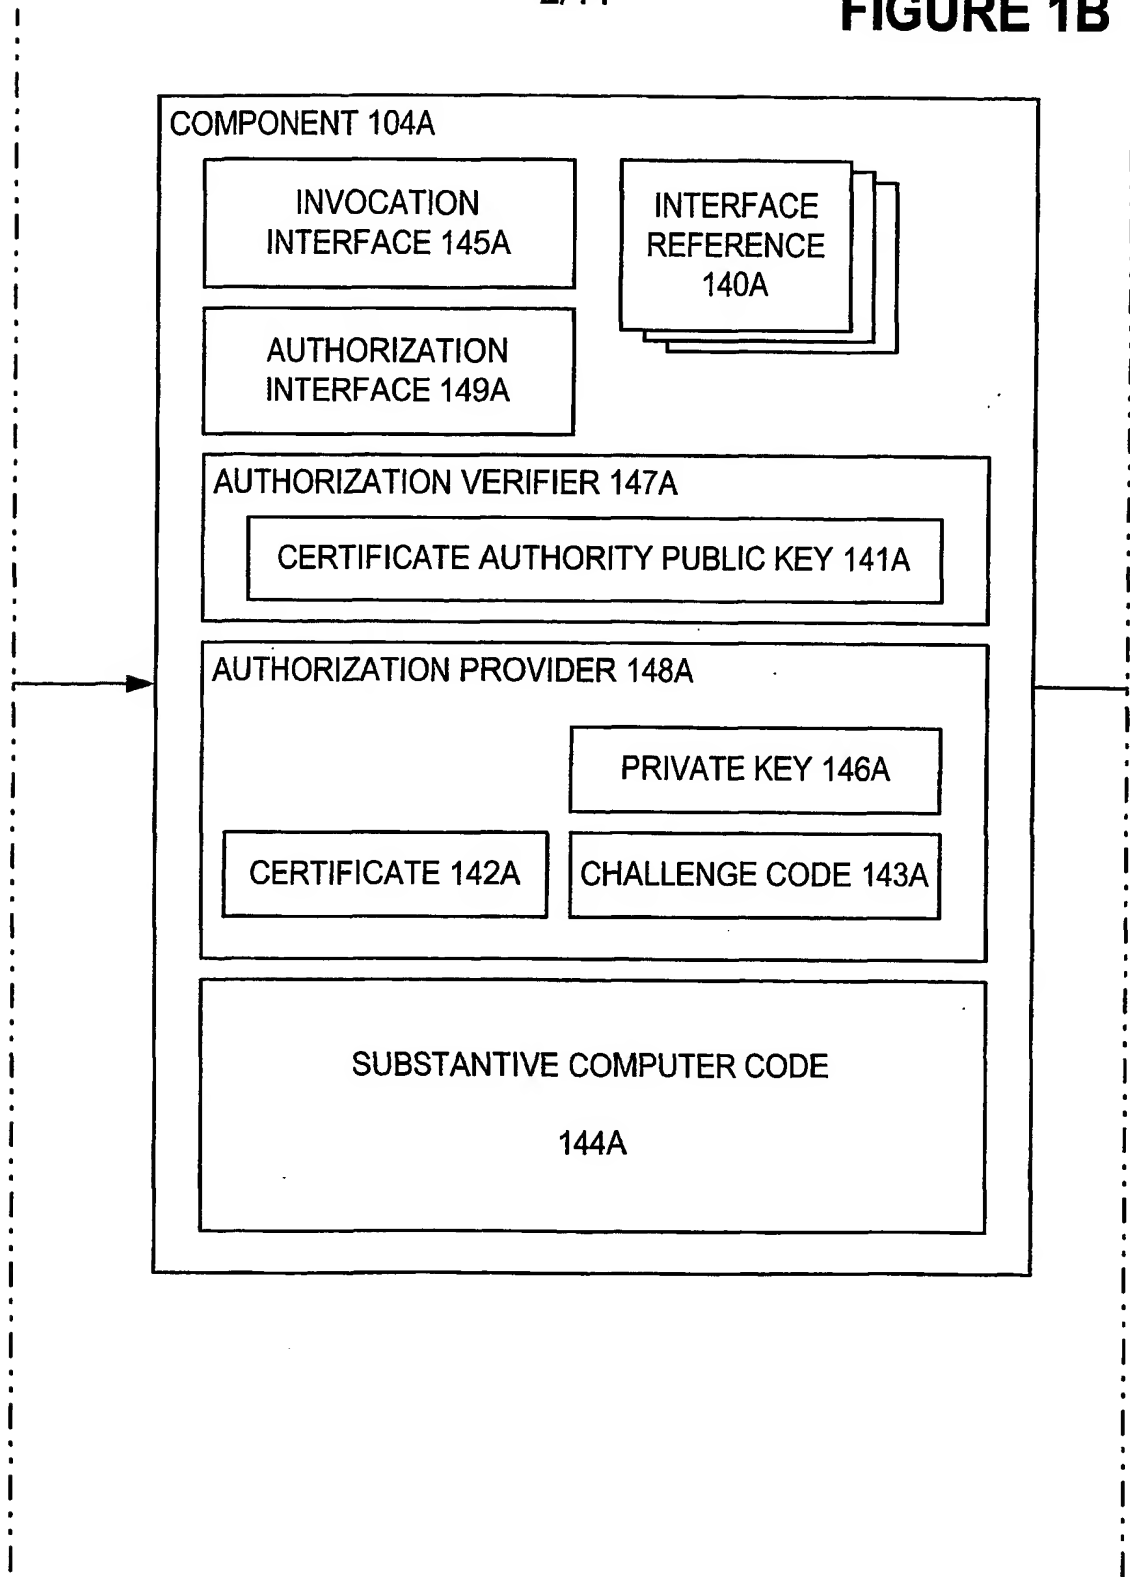 FIGURE 1B
COMPONENT 104A
INVOCATION
INTERFACE 145A
INTERFACE
REFERENCE
140A
AUTHORIZATION
INTERFACE 149A
AUTHORIZATION VERIFIER 147A
CERTIFICATE AUTHORITY PUBLIC KEY 141A
AUTHORIZATION PROVIDER 148A
PRIVATE KEY 146A
CERTIFICATE 142A
CHALLENGE CODE 143A
SUBSTANTIVE COMPUTER CODE
144A